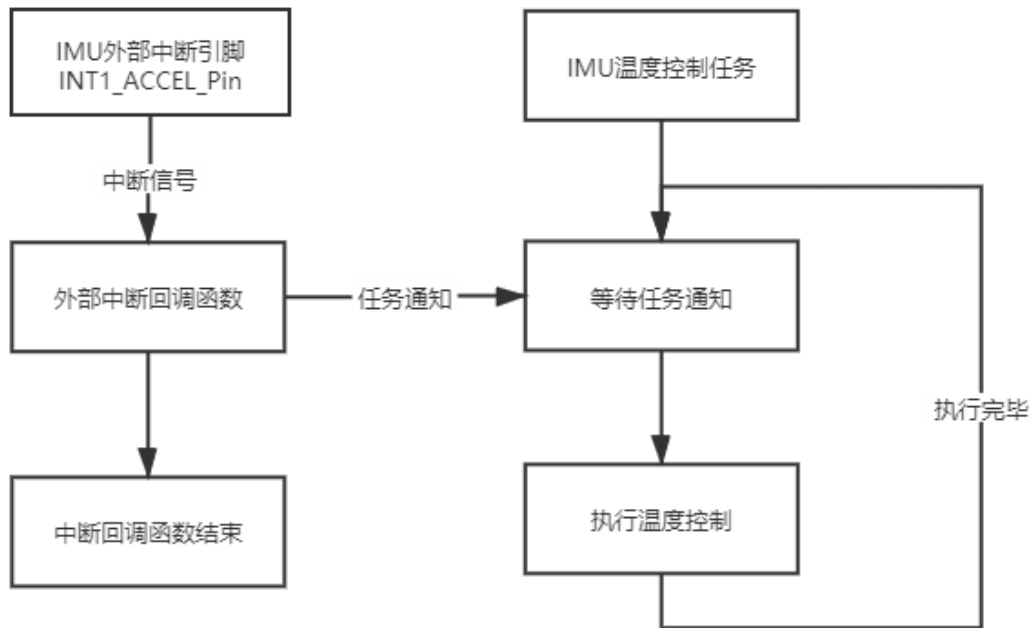 IMU外部中断引脚
INT1_ACCEL_Pin
IMU温度控制任务
中断信号
外部中断回调函数
任务通知
等待任务通知
执行完毕
中断回调函数结束
执行温度控制